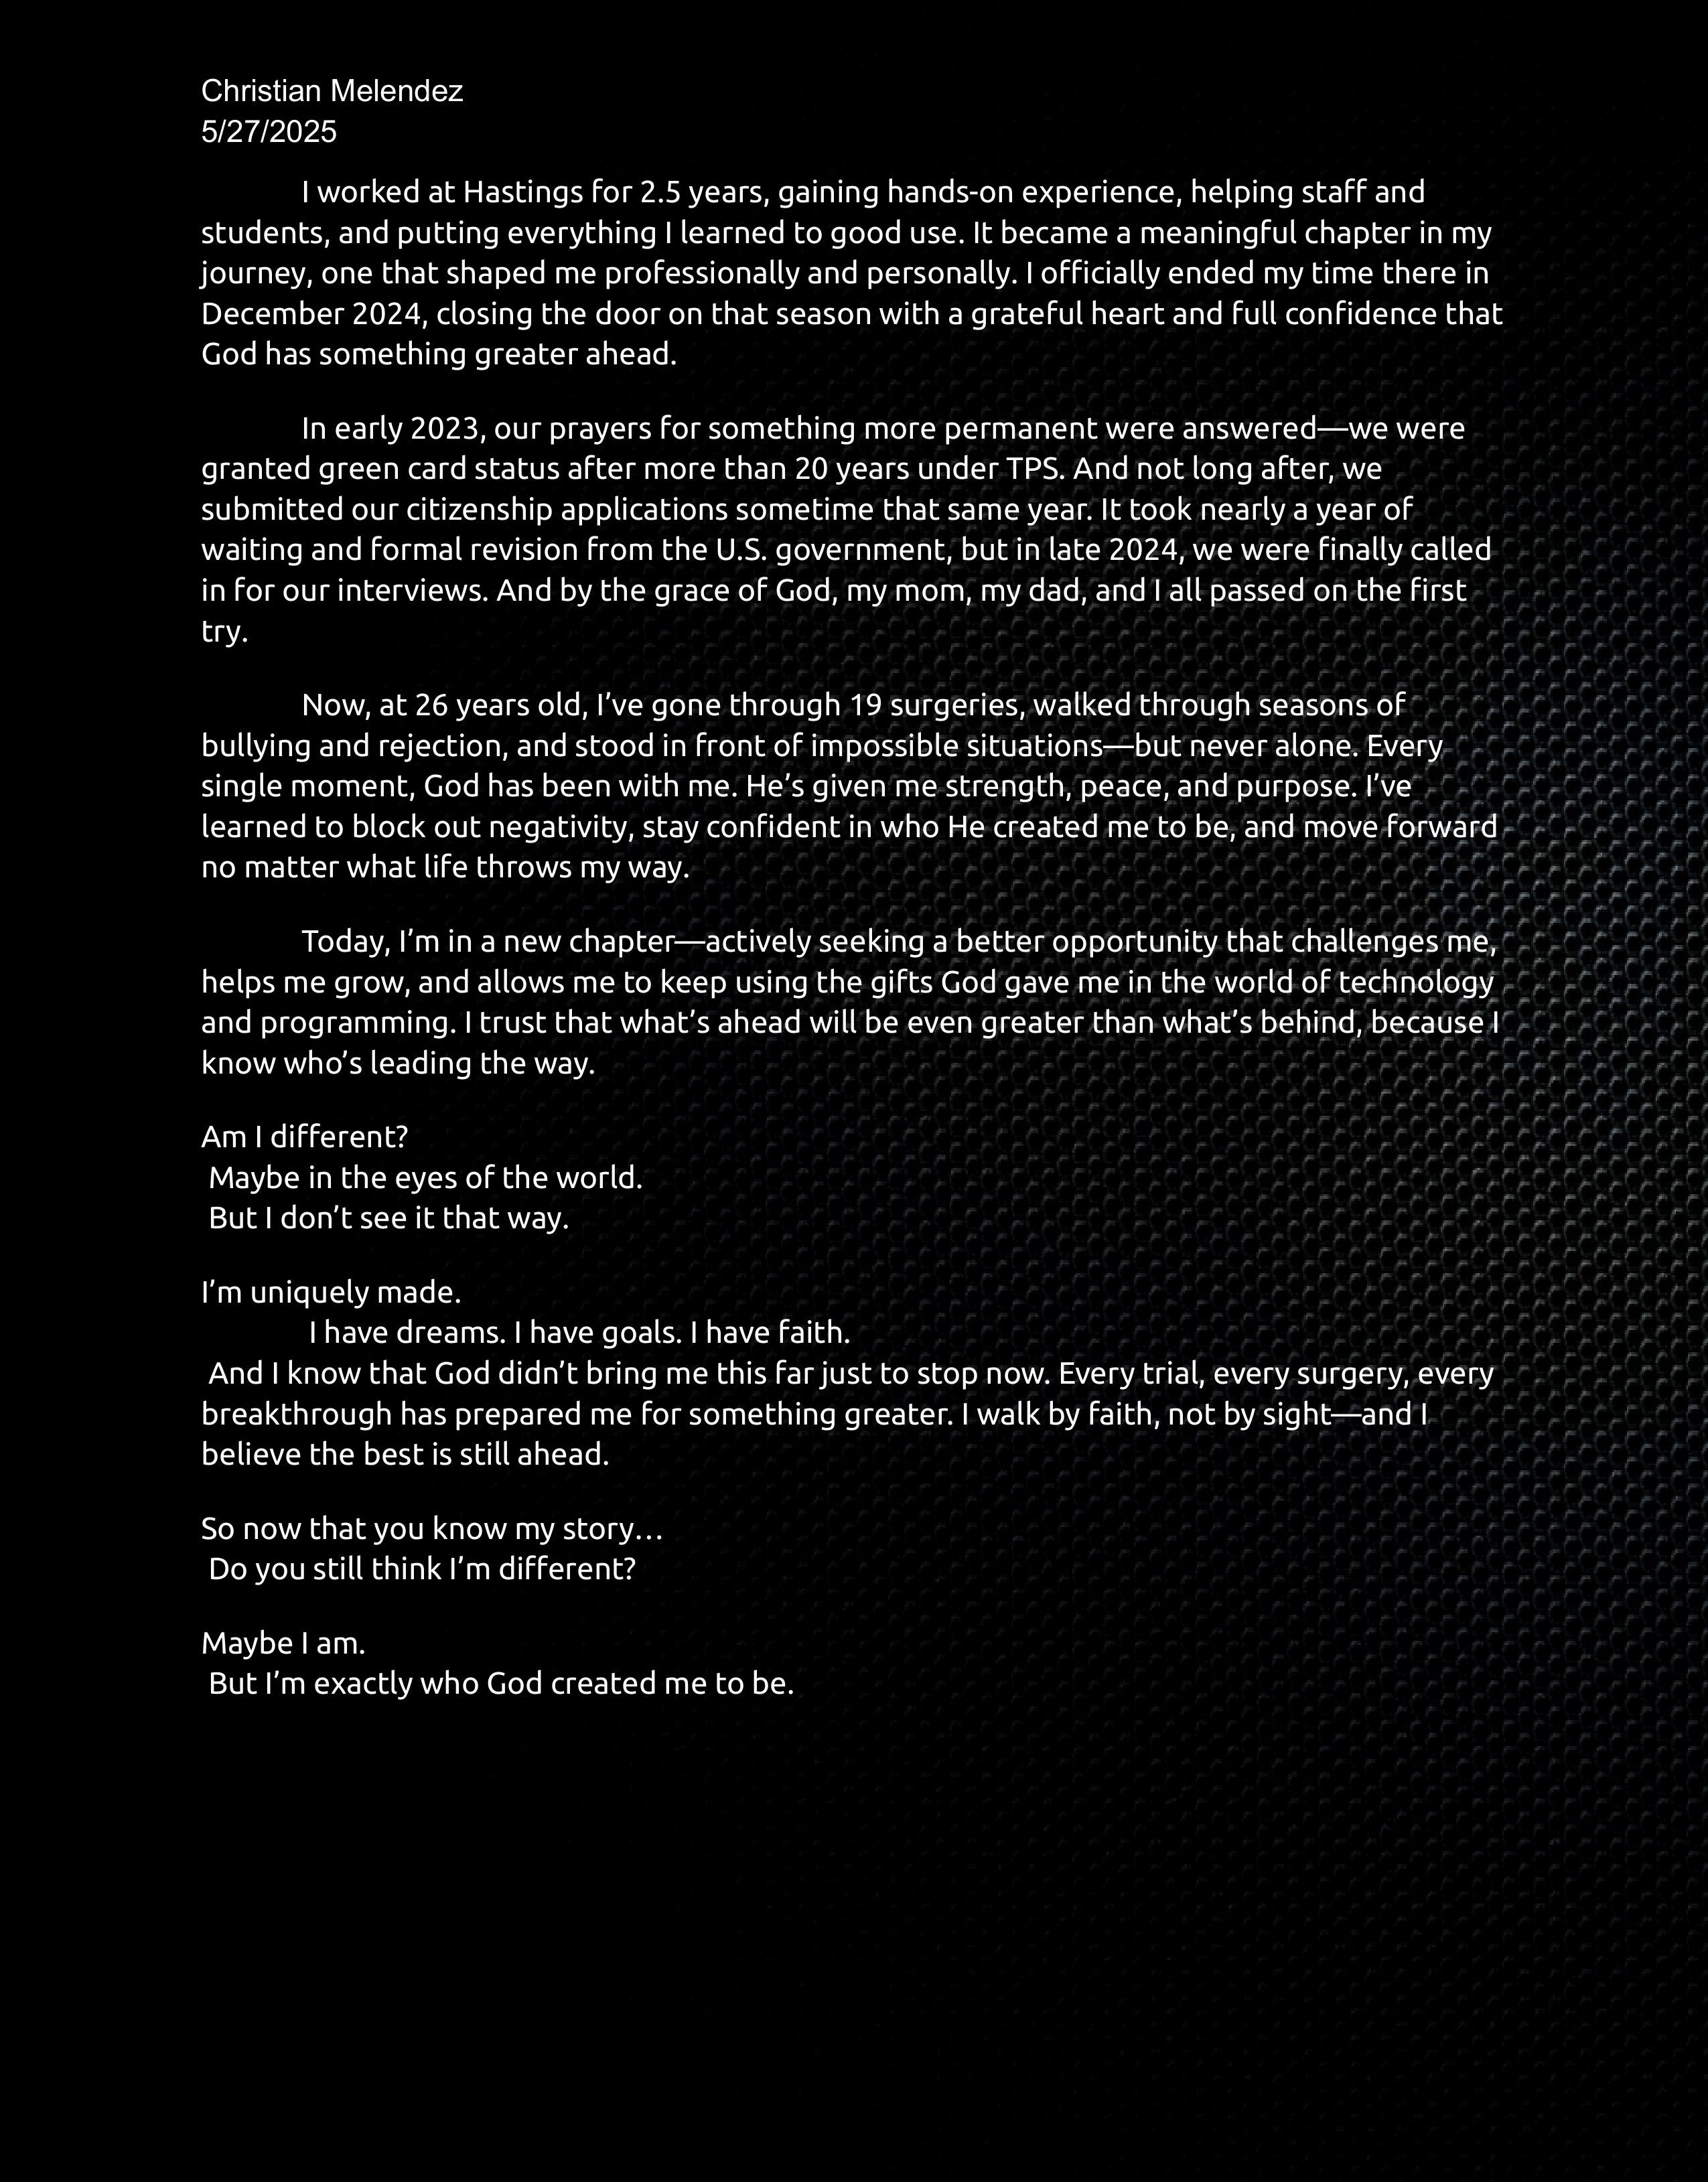 Christian Melendez
5/27/2025
I worked at Hastings for 2.5 years, gaining hands-on experience, helping staff and
students, and putting everything I learned to good use. It became a meaningful chapter in my
journey, one that shaped me professionally and personally. I officially ended my time there in
December 2024, closing the door on that season with a grateful heart and full confidence that
God has something greater ahead.
In early 2023, our prayers for something more permanent were answered—we were
granted green card status after more than 20 years under TPS. And not long after, we
submitted our citizenship applications sometime that same year. It took nearly a year of
waiting and formal revision from the U.S. government, but in late 2024, we were finally called
in for our interviews. And by the grace of God, my mom, my dad, and I all passed on the first
try.
Now, at 26 years old, I’ve gone through 19 surgeries, walked through seasons of
bullying and rejection, and stood in front of impossible situations—but never alone. Every
single moment, God has been with me. He’s given me strength, peace, and purpose. I’ve
learned to block out negativity, stay confident in who He created me to be, and move forward
no matter what life throws my way.
Today, I’m in a new chapter—actively seeking a better opportunity that challenges me,
helps me grow, and allows me to keep using the gifts God gave me in the world of technology
and programming. I trust that what’s ahead will be even greater than what’s behind, because I
know who’s leading the way.
Am I different?
Maybe in the eyes of the world.
But I don’t see it that way.
I’m uniquely made.
I have dreams. I have goals. I have faith.
And I know that God didn’t bring me this far just to stop now. Every trial, every surgery, every
breakthrough has prepared me for something greater. I walk by faith, not by sight—and I
believe the best is still ahead.
So now that you know my story…
Do you still think I’m different?
Maybe I am.
But I’m exactly who God created me to be.